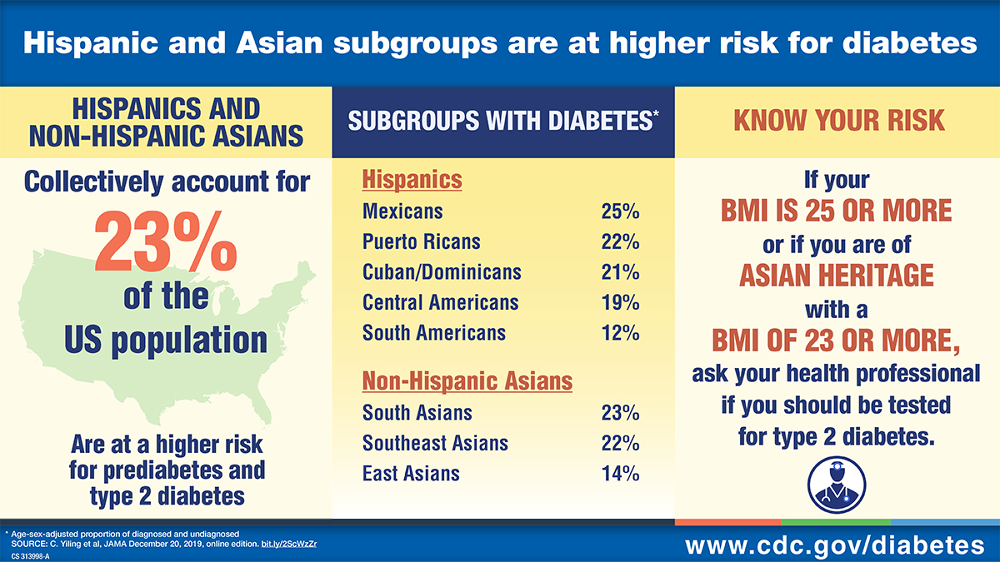 Hispanic and Asian subgroups are at higher risk for diabetes
HISPANICS AND
NON-HISPANIC ASIANS
Collectively account for
23%
of the
US population
Are at a higher risk
for prediabetes and
type 2 diabetes
SUBGROUPS WITH DIABETES*
Hispanics
Mexicans 25%
Puerto Ricans 22%
Cuban/Dominicans 21%
Central Americans 19%
South Americans 12%
Non-Hispanic Asians
South Asians 23%
Southeast Asians 22%
East Asians 14%
KNOW YOUR RISK
If your
BMI IS 25 OR MORE
or if you are of
ASIAN HERITAGE
with a
BMI OF 23 OR MORE,
ask your health professional
if you should be tested
for type 2 diabetes.
* Age-sex-adjusted proportion of diagnosed and undiagnosed
SOURCE: C. Yiling et al, JAMA December 20, 2019, online edition. bit.ly/2ScWzZr
CS 313998-A
www.cdc.gov/diabetes